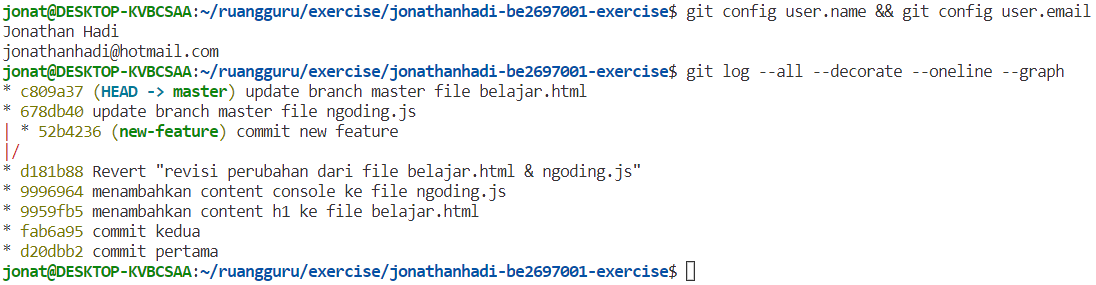 jonat@DESKTOP-KVBCSAA:~/ruangguru/exercise/jonathanhadi-be2697001-exercise$ git config user.name && git config user.email
Jonathan Hadi
jonathanhadi@hotmail.com
jonat@DESKTOP-KVBCSAA:~/ruangguru/exercise/jonathanhadi-be2697001-exercise$ git log --all --decorate --oneline --graph
* c809a37 (HEAD -> master) update branch master file belajar.html
* 678db40 update branch master file ngoding.js
| * 52b4236 (new-feature) commit new feature
|/
* d181b88 Revert "revisi perubahan dari file belajar.html & ngoding.js"
* 9996964 menambahkan content console ke file ngoding.js
* 9959fb5 menambahkan content h1 ke file belajar.html
* fab6a95 commit kedua
* d20dbb2 commit pertama
jonat@DESKTOP-KVBCSAA:~/ruangguru/exercise/jonathanhadi-be2697001-exercise$